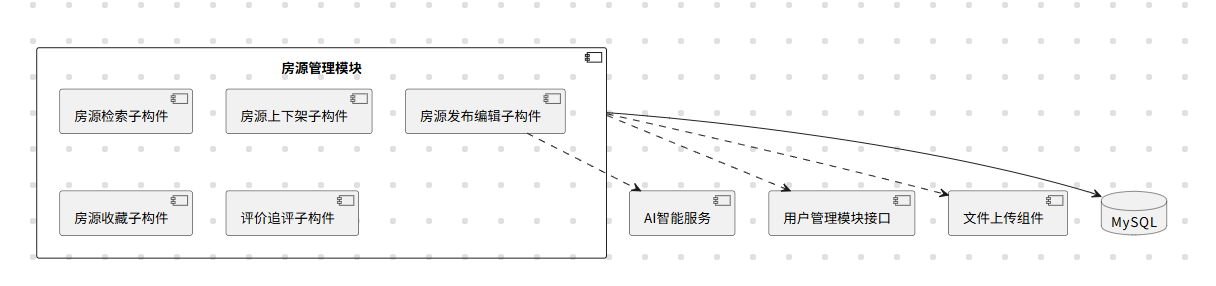 房源管理模块
房源检索子构件
房源上下架子构件
房源发布编辑子构件
房源收藏子构件
评价追评子构件
AI智能服务
用户管理模块接口
文件上传组件
MySQL